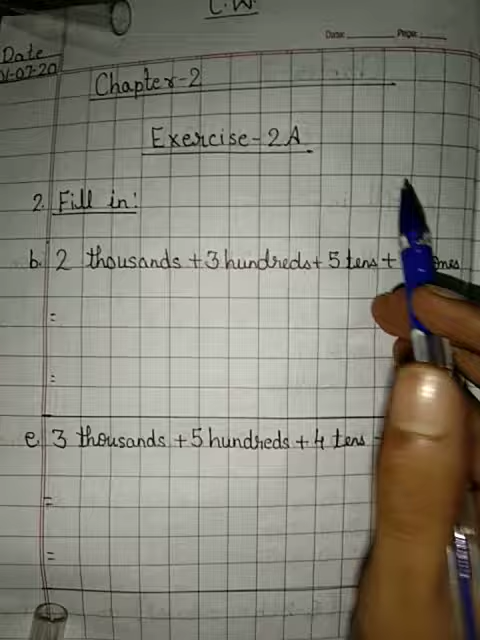 C.W.
Date: Page:
Date
-07-20
Chapter-2
Exercise-2A
2. Fill in:
b. 2 thousands + 3 hundreds + 5 tens + ones
=
=
e. 3 thousands + 5 hundreds + 4 tens
=
=